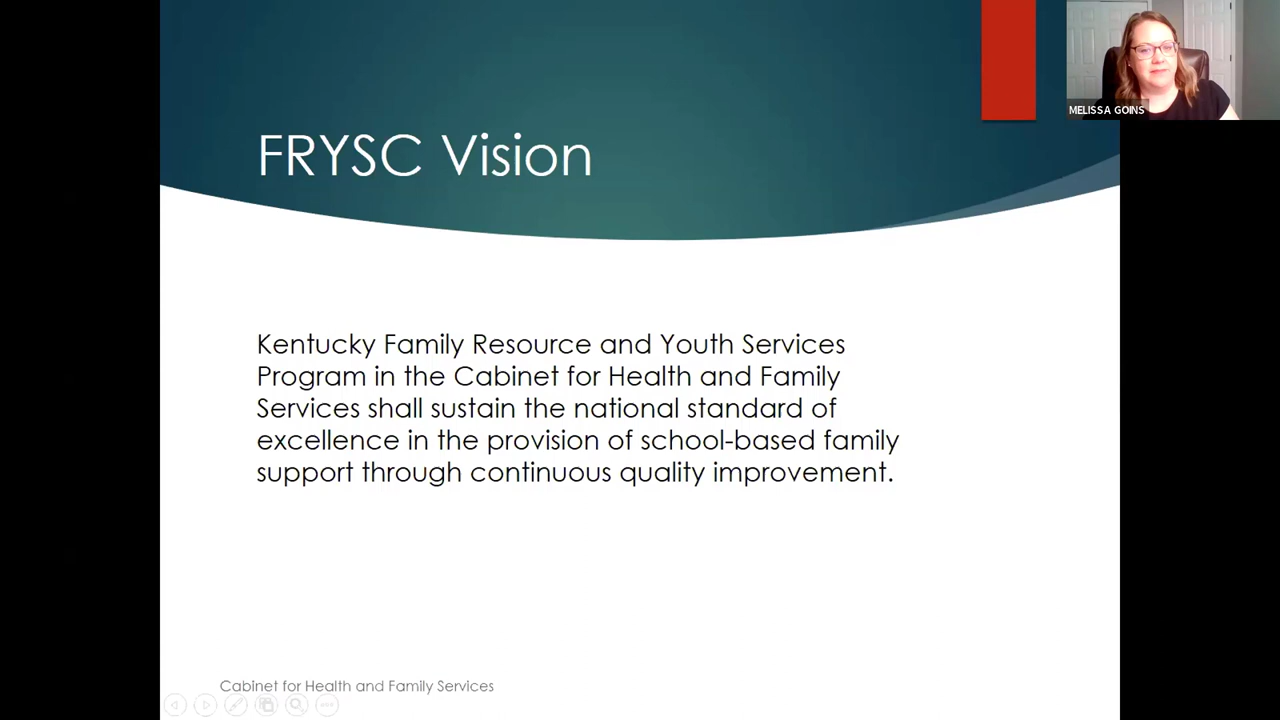 MELISSA GOINS
FRYSC Vision
Kentucky Family Resource and Youth Services
Program in the Cabinet for Health and Family
Services shall sustain the national standard of
excellence in the provision of school-based family
support through continuous quality improvement.
Cabinet for Health and Family Services